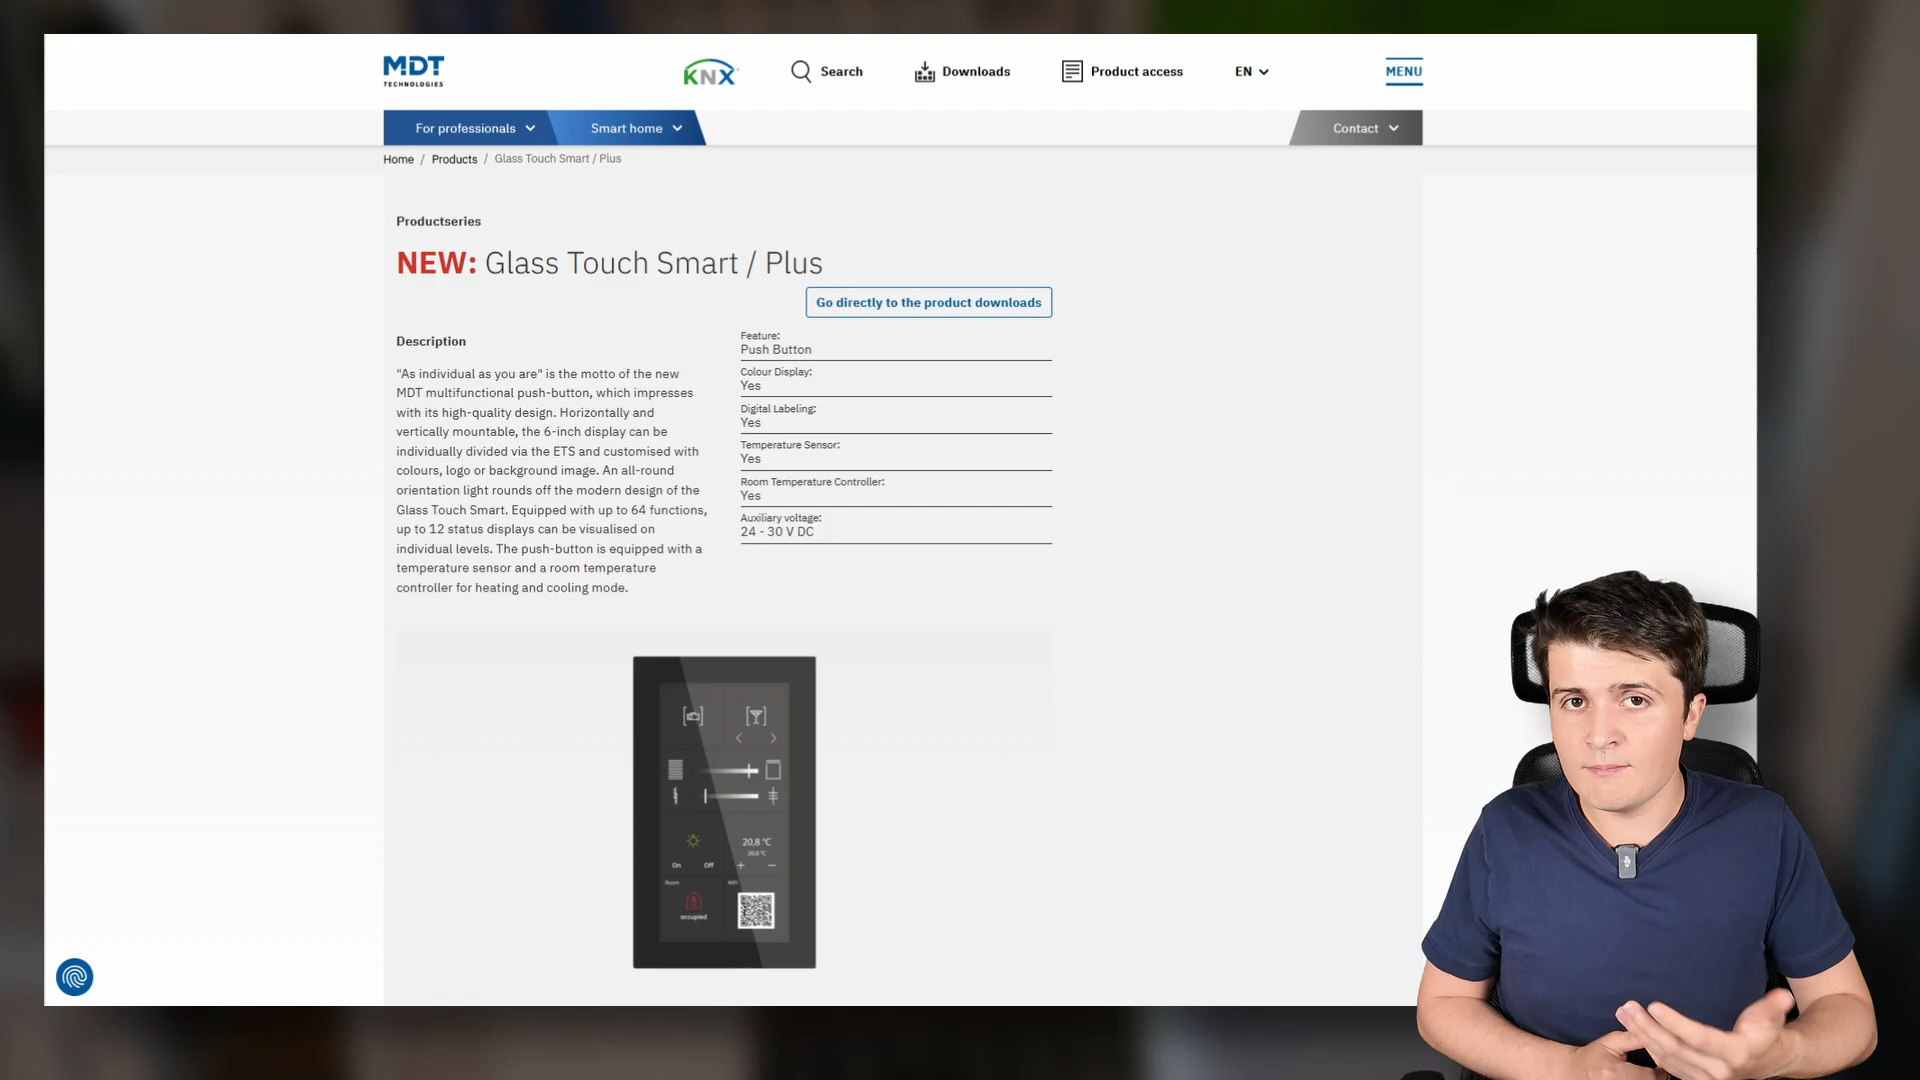 MDT
TECHNOLOGIES
KNX
Search
Downloads
Product access
EN
MENU
For professionals
Smart home
Contact
Home / Products / Glass Touch Smart / Plus
Productseries
NEW: Glass Touch Smart / Plus
Go directly to the product downloads
Description
"As individual as you are" is the motto of the new
MDT multifunctional push-button, which impresses
with its high-quality design. Horizontally and
vertically mountable, the 6-inch display can be
individually divided via the ETS and customised with
colours, logo or background image. An all-round
orientation light rounds off the modern design of the
Glass Touch Smart. Equipped with up to 64 functions,
up to 12 status displays can be visualised on
individual levels. The push-button is equipped with a
temperature sensor and a room temperature
controller for heating and cooling mode.
Feature:
Push Button
Colour Display:
Yes
Digital Labeling:
Yes
Temperature Sensor:
Yes
Room Temperature Controller:
Yes
Auxiliary voltage:
24 - 30 V DC
20,8 °C
20,0 °C
On Off + −
Room
Wifi
occupied